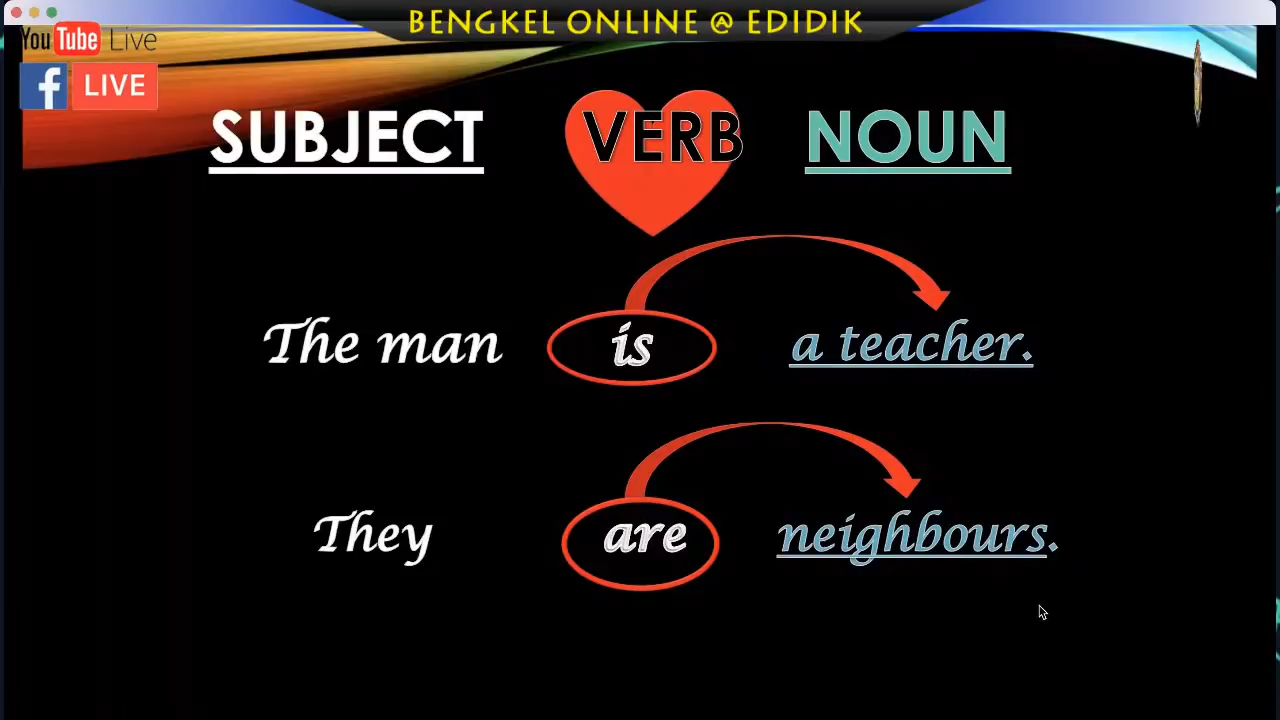 BENGKEL ONLINE @ EDIDIK
YouTube Live
f LIVE
SUBJECT VERB NOUN
The man is a teacher.
They are neighbours.